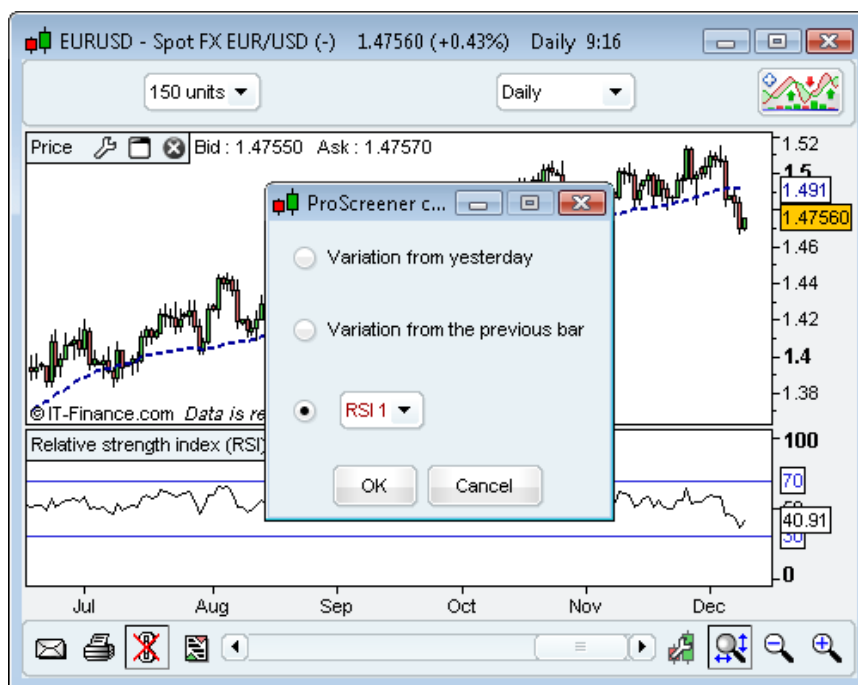 EURUSD - Spot FX EUR/USD (-) 1.47560 (+0.43%) Daily 9:16
150 units
Daily
Price Bid : 1.47550 Ask : 1.47570
1.52
1.5
1.491
1.47560
1.46
1.44
1.42
1.4
1.38
ProScreener c...
Variation from yesterday
Variation from the previous bar
RSI 1
OK Cancel
© IT-Finance.com Data is re
Relative strength index (RSI)
100
70
40.91
30
0
Jul Aug Sep Oct Nov Dec